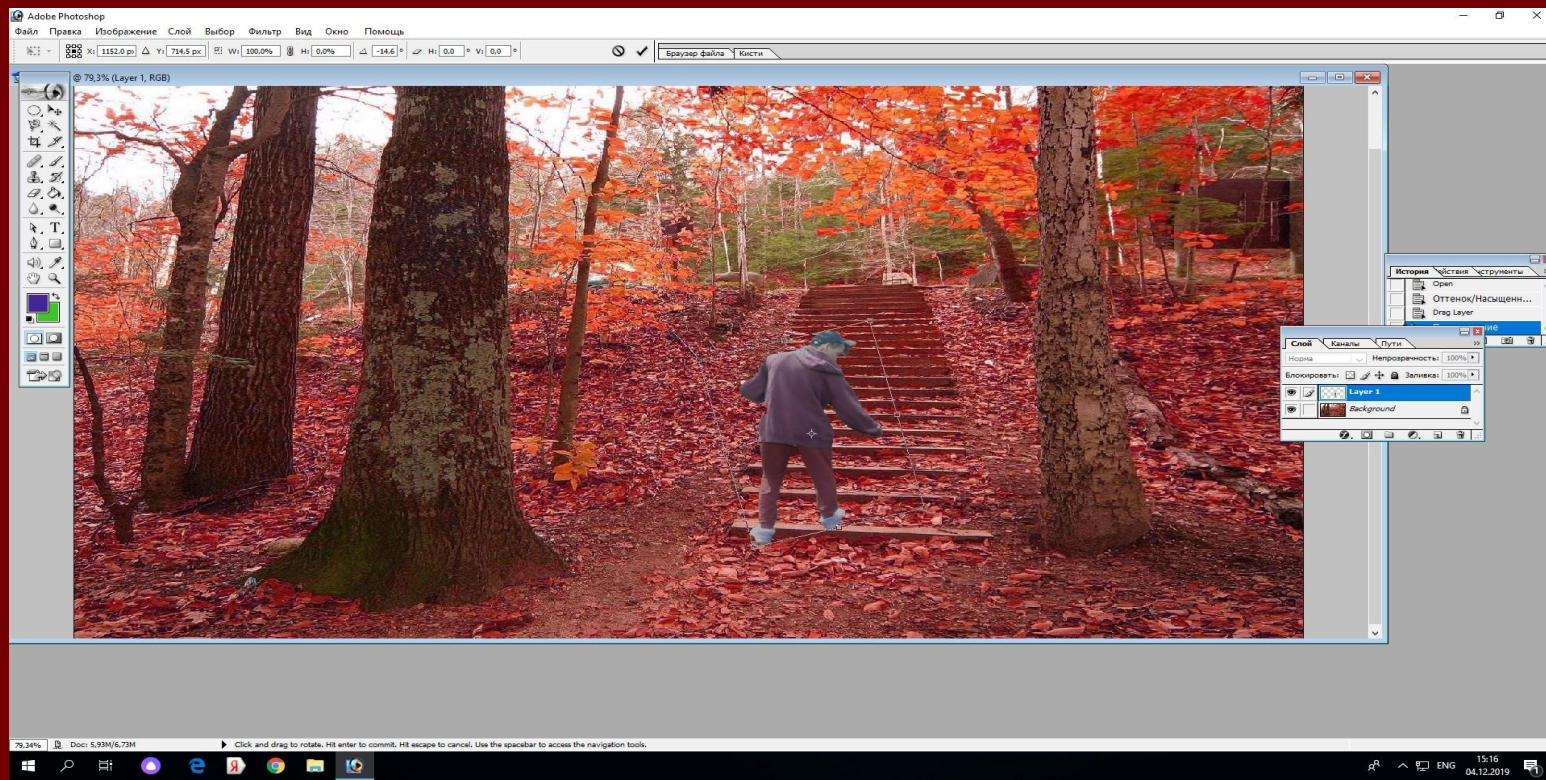 Adobe Photoshop
Файл Правка Изображение Слой Выбор Фильтр Вид Окно Помощь
X: 1152,0 p Y: 714,5 px W: 100,0% H: 0,0% -14,6 ° H: 0,0 ° V: 0,0 °
Браузер файла Кисти
@ 79,3% (Layer 1, RGB)
История
Open
Оттенок/Насыщенн...
Drag Layer
Слой Каналы Пути
Норма Непрозрачность: 100%
Блокировать: Заливка: 100%
Layer 1
Background
79,34% Doc: 5,93M/6,73M Click and drag to rotate. Hit enter to commit. Hit escape to cancel. Use the spacebar to access the navigation tools.
ENG 15:16
04.12.2019